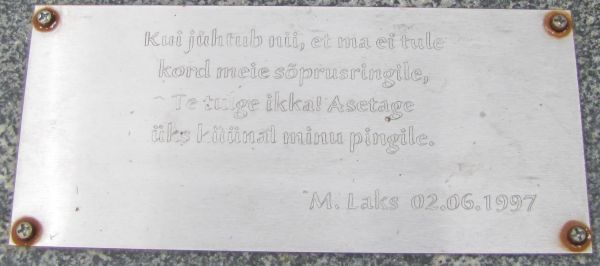 Kui juhtub nii, et ma ei tule
kord meie sõprusringile,
Te tulge ikka! Asetage
üks küünal minu pingile.
M. Laks 02.06.1997